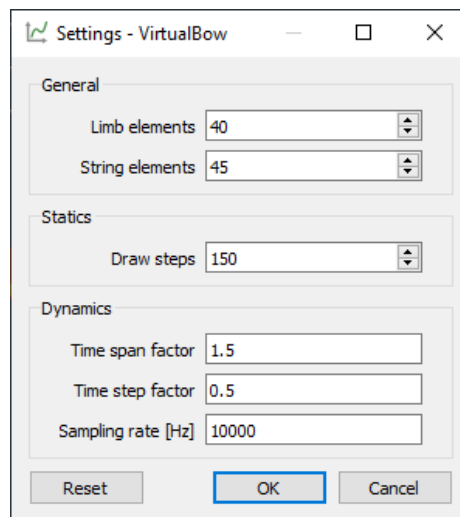 Settings - VirtualBow
General
Limb elements 40
String elements 45
Statics
Draw steps 150
Dynamics
Time span factor 1.5
Time step factor 0.5
Sampling rate [Hz] 10000
Reset OK Cancel